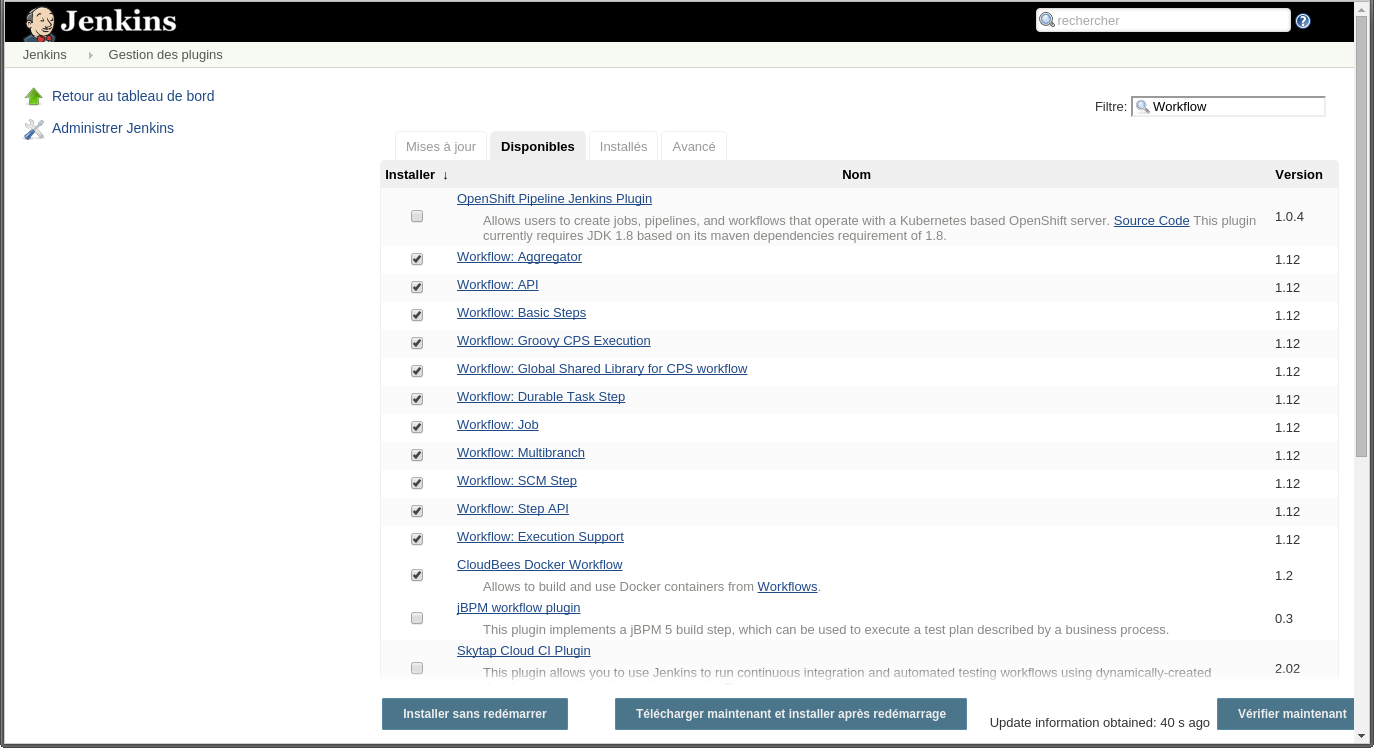 Jenkins
rechercher
Jenkins Gestion des plugins
Retour au tableau de bord
Administrer Jenkins
Filtre: Workflow
Mises à jour Disponibles Installés Avancé
Installer ↓ Nom Version
OpenShift Pipeline Jenkins Plugin
Allows users to create jobs, pipelines, and workflows that operate with a Kubernetes based OpenShift server. Source Code This plugin
currently requires JDK 1.8 based on its maven dependencies requirement of 1.8.
1.0.4
Workflow: Aggregator 1.12
Workflow: API 1.12
Workflow: Basic Steps 1.12
Workflow: Groovy CPS Execution 1.12
Workflow: Global Shared Library for CPS workflow 1.12
Workflow: Durable Task Step 1.12
Workflow: Job 1.12
Workflow: Multibranch 1.12
Workflow: SCM Step 1.12
Workflow: Step API 1.12
Workflow: Execution Support 1.12
CloudBees Docker Workflow
Allows to build and use Docker containers from Workflows.
1.2
jBPM workflow plugin
This plugin implements a jBPM 5 build step, which can be used to execute a test plan described by a business process.
0.3
Skytap Cloud CI Plugin
This plugin allows you to use Jenkins to run continuous integration and automated testing workflows using dynamically-created
2.02
Installer sans redémarrer
Télécharger maintenant et installer après redémarrage
Update information obtained: 40 s ago
Vérifier maintenant